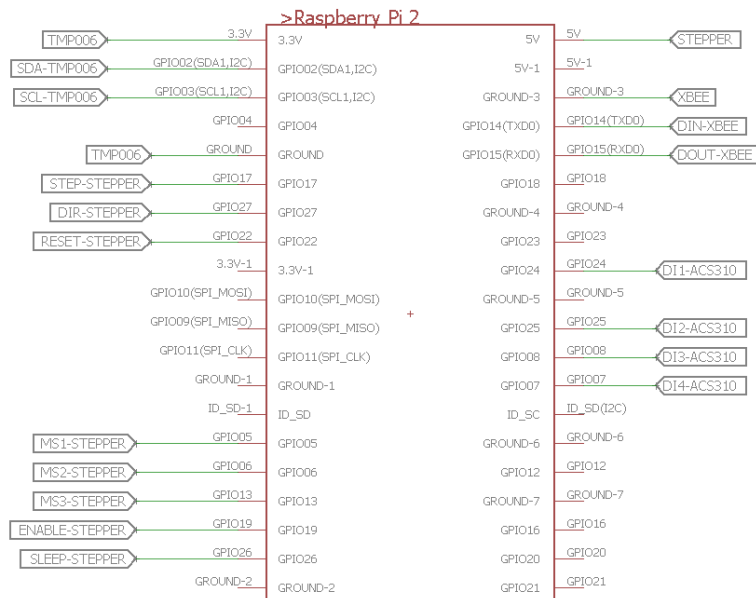 >Raspberry Pi 2
TMP006 3.3V 3.3V 5V 5V STEPPER
SDA-TMP006 GPIO02(SDA1,I2C) GPIO02(SDA1,I2C) 5V-1 5V-1
SCL-TMP006 GPIO03(SCL1,I2C) GPIO03(SCL1,I2C) GROUND-3 GROUND-3 XBEE
GPIO04 GPIO04 GPIO14(TXD0) GPIO14(TXD0) DIN-XBEE
TMP006 GROUND GROUND GPIO15(RXD0) GPIO15(RXD0) DOUT-XBEE
STEP-STEPPER GPIO17 GPIO17 GPIO18 GPIO18
DIR-STEPPER GPIO27 GPIO27 GROUND-4 GROUND-4
RESET-STEPPER GPIO22 GPIO22 GPIO23 GPIO23
3.3V-1 3.3V-1 GPIO24 GPIO24 DI1-ACS310
GPIO10(SPI_MOSI) GPIO10(SPI_MOSI) GROUND-5 GROUND-5
GPIO09(SPI_MISO) GPIO09(SPI_MISO) GPIO25 GPIO25 DI2-ACS310
GPIO11(SPI_CLK) GPIO11(SPI_CLK) GPIO08 GPIO08 DI3-ACS310
GROUND-1 GROUND-1 GPIO07 GPIO07 DI4-ACS310
ID_SD-1 ID_SD ID_SC ID_SD(I2C)
MS1-STEPPER GPIO05 GPIO05 GROUND-6 GROUND-6
MS2-STEPPER GPIO06 GPIO06 GPIO12 GPIO12
MS3-STEPPER GPIO13 GPIO13 GROUND-7 GROUND-7
ENABLE-STEPPER GPIO19 GPIO19 GPIO16 GPIO16
SLEEP-STEPPER GPIO26 GPIO26 GPIO20 GPIO20
GROUND-2 GROUND-2 GPIO21 GPIO21